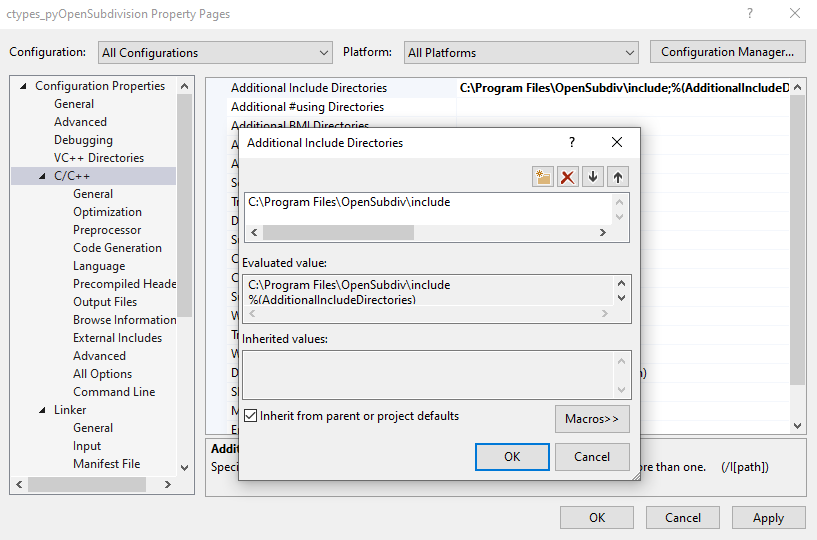 ctypes_pyOpenSubdivision Property Pages
? ×
Configuration: All Configurations Platform: All Platforms Configuration Manager...
Configuration Properties
General
Advanced
Debugging
VC++ Directories
C/C++
General
Optimization
Preprocessor
Code Generation
Language
Precompiled Heade
Output Files
Browse Information
External Includes
Advanced
All Options
Command Line
Linker
General
Input
Manifest File
Additional Include Directories C:\Program Files\OpenSubdiv\include;%(AdditionalIncludeD
Additional #using Directories
Additional BMI Directories
Additional Include Directories
? ×
C:\Program Files\OpenSubdiv\include
Evaluated value:
C:\Program Files\OpenSubdiv\include
%(AdditionalIncludeDirectories)
Inherited values:
Inherit from parent or project defaults
Macros>>
OK Cancel
Addit
Speci
ore than one. (/I[path])
OK Cancel Apply